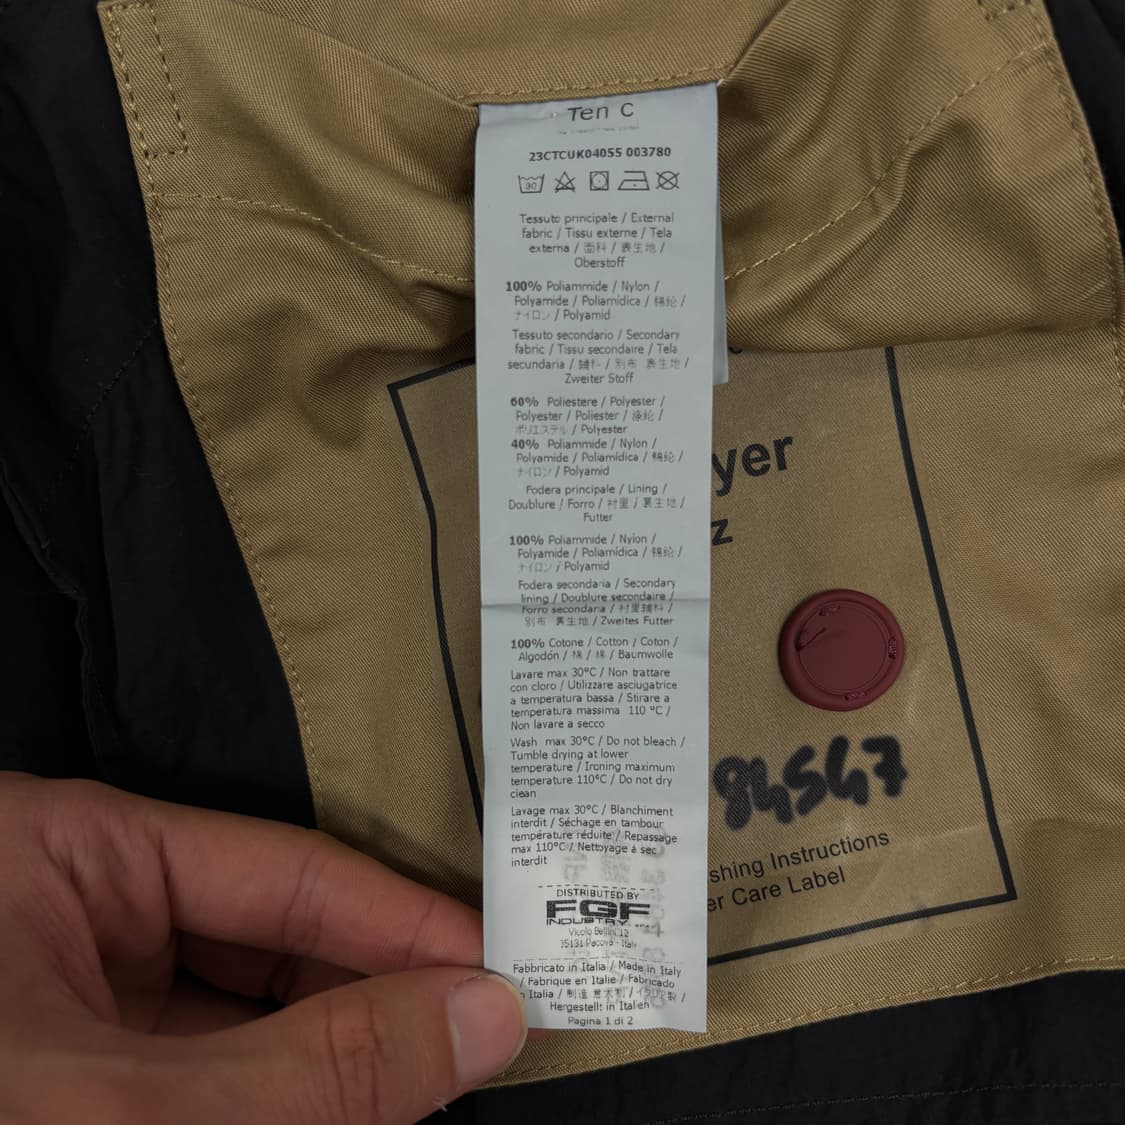 Ten C
23CTCUK04055 003780
30
Tessuto principale / External
fabric / Tissu externe / Tela
externa / 面料 / 表生地 /
Oberstoff
100% Poliammide / Nylon /
Polyamide / Poliamídica / 锦纶 /
ナイロン / Polyamid
Tessuto secondario / Secondary
fabric / Tissu secondaire / Tela
secundaria / 辅料 / 別布 表生地 /
Zweiter Stoff
60% Poliestere / Polyester /
Polyester / Poliester / 涤纶 /
ポリエステル / Polyester
40% Poliammide / Nylon /
Polyamide / Poliamídica / 锦纶 /
ナイロン / Polyamid
Fodera principale / Lining /
Doublure / Forro / 衬里 / 裏生地 /
Futter
100% Poliammide / Nylon /
Polyamide / Poliamídica / 锦纶 /
ナイロン / Polyamid
Fodera secondaria / Secondary
lining / Doublure secondaire /
Forro secondaria / 衬里辅料 /
別布 裏生地 / Zweites Futter
100% Cotone / Cotton / Coton /
Algodón / 棉 / 綿 / Baumwolle
Lavare max 30°C / Non trattare
con cloro / Utilizzare asciugatrice
a temperatura bassa / Stirare a
temperatura massima 110 °C /
Non lavare a secco
Wash max 30°C / Do not bleach /
Tumble drying at lower
temperature / Ironing maximum
temperature 110°C / Do not dry
clean
Lavage max 30°C / Blanchiment
interdit / Séchage en tambour
température réduite / Repassage
max 110°C / Nettoyage à sec
interdit
DISTRIBUTED BY
FGF
INDUSTRY
Vicolo Bellini 12
35131 Padova - Italy
Fabbricato in Italia / Made in Italy
/ Fabrique en Italie / Fabricado
n Italia / 制造 意大利 / イタリア製 /
Hergestellt in Italien
Pagina 1 di 2
yer
z
84547
shing Instructions
er Care Label